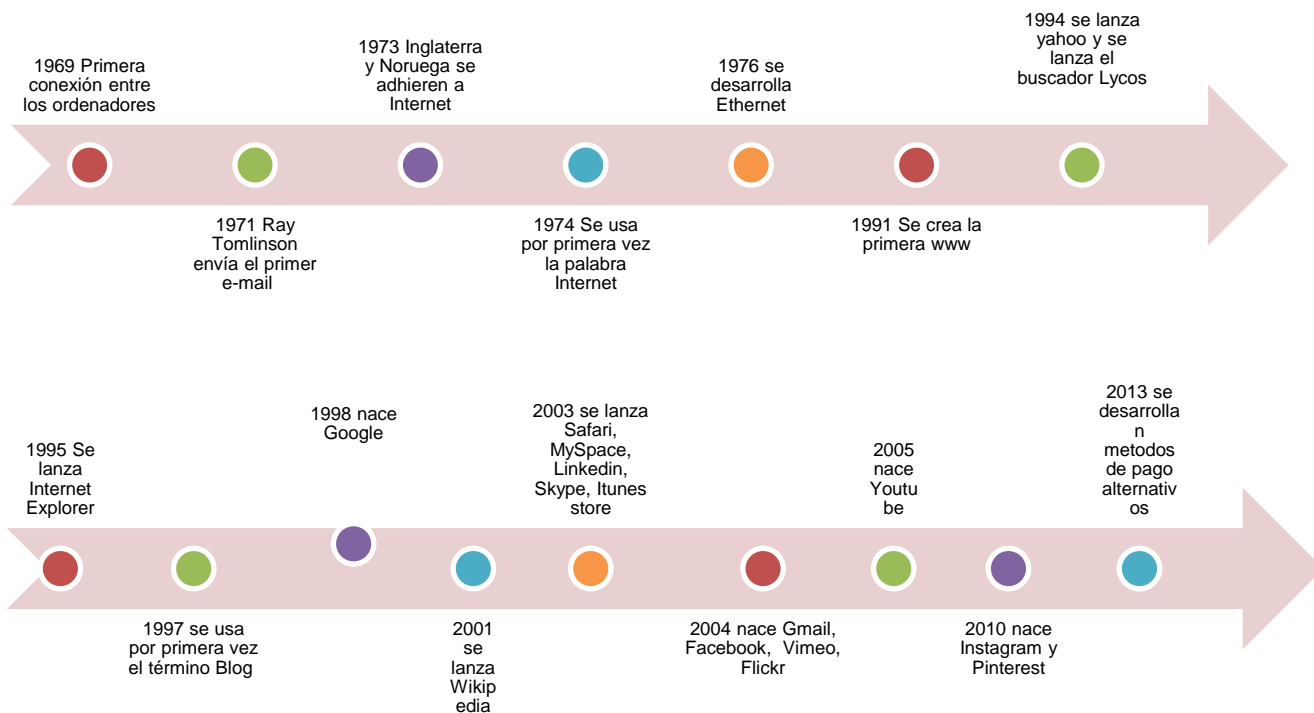 1969 Primera
conexión entre
los ordenadores
1971 Ray
Tomlinson
envía el primer
e-mail
1973 Inglaterra
y Noruega se
adhieren a
Internet
1974 Se usa
por primera vez
la palabra
Internet
1976 se
desarrolla
Ethernet
1991 Se crea la
primera www
1994 se lanza
yahoo y se
lanza el
buscador Lycos
1995 Se
lanza
Internet
Explorer
1997 se usa
por primera vez
el término Blog
1998 nace
Google
2001
se
lanza
Wikip
edia
2003 se lanza
Safari,
MySpace,
Linkedin,
Skype, Itunes
store
2004 nace Gmail,
Facebook, Vimeo,
Flickr
2005
nace
Youtu
be
2010 nace
Instagram y
Pinterest
2013 se
desarrolla
n
metodos
de pago
alternativ
os